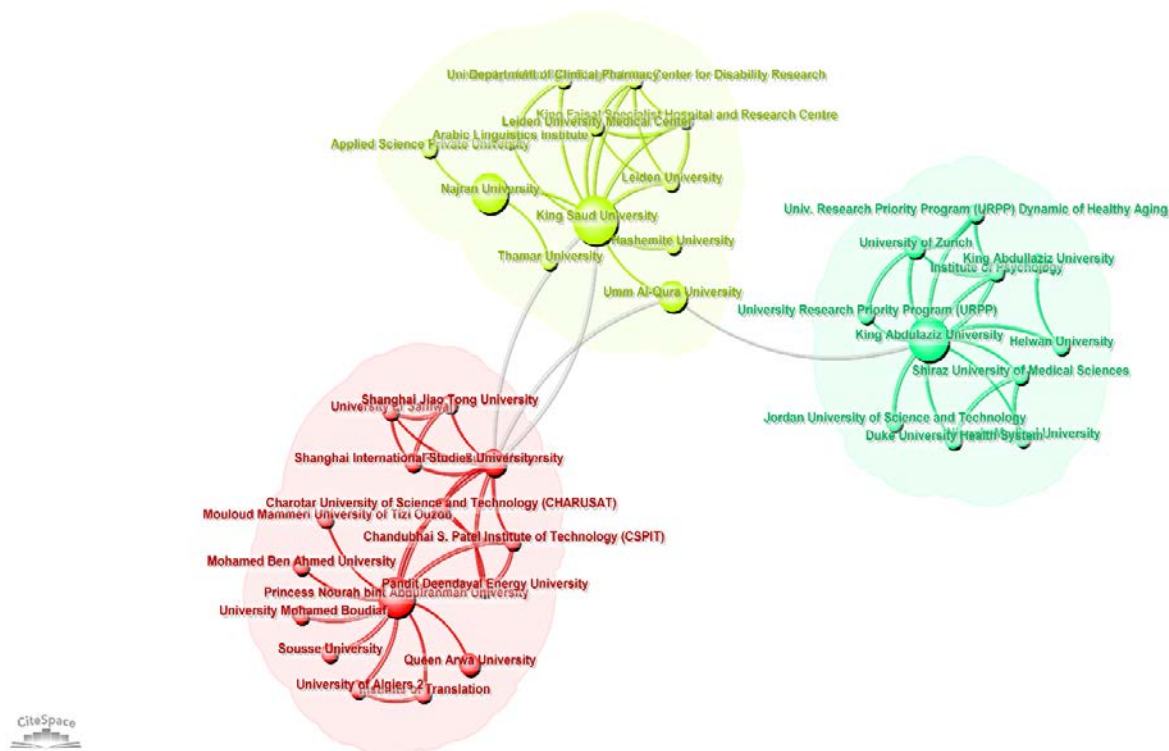 Department of Clinical Pharmacy
Center for Disability Research
King Faisal Specialist Hospital and Research Centre
Leiden University Medical Center
Arabic Linguistics Institute
Applied Science Private University
Leiden University
Najran University
King Saud University
Hashemite University
Thamar University
Umm Al-Qura University
Univ. Research Priority Program (URPP) Dynamic of Healthy Aging
University of Zurich
King Abdullaziz University
Institute of Psychology
University Research Priority Program (URPP)
King Abdulaziz University
Helwan University
Shiraz University of Medical Sciences
Jordan University of Science and Technology
Duke University Health System
University
Shanghai Jiao Tong University
University
Shanghai International Studies University
Charotar University of Science and Technology (CHARUSAT)
Mouloud Mammeri University of Tizi Ouzou
Chandubhai S. Patel Institute of Technology (CSPIT)
Mohamed Ben Ahmed University
Pandit Deendayal Energy University
Princess Nourah bint Abdulrahman University
University Mohamed Boudiaf
Sousse University
Queen Arwa University
University of Algiers 2
Institute of Translation
CiteSpace